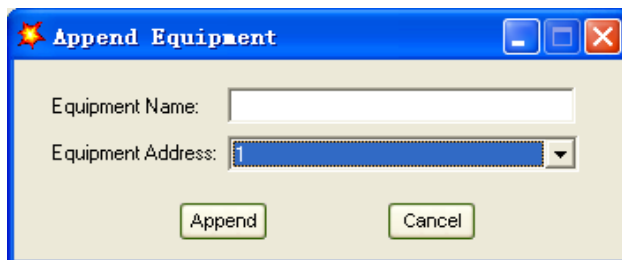 Append Equipment
Equipment Name:
Equipment Address: 1
Append Cancel